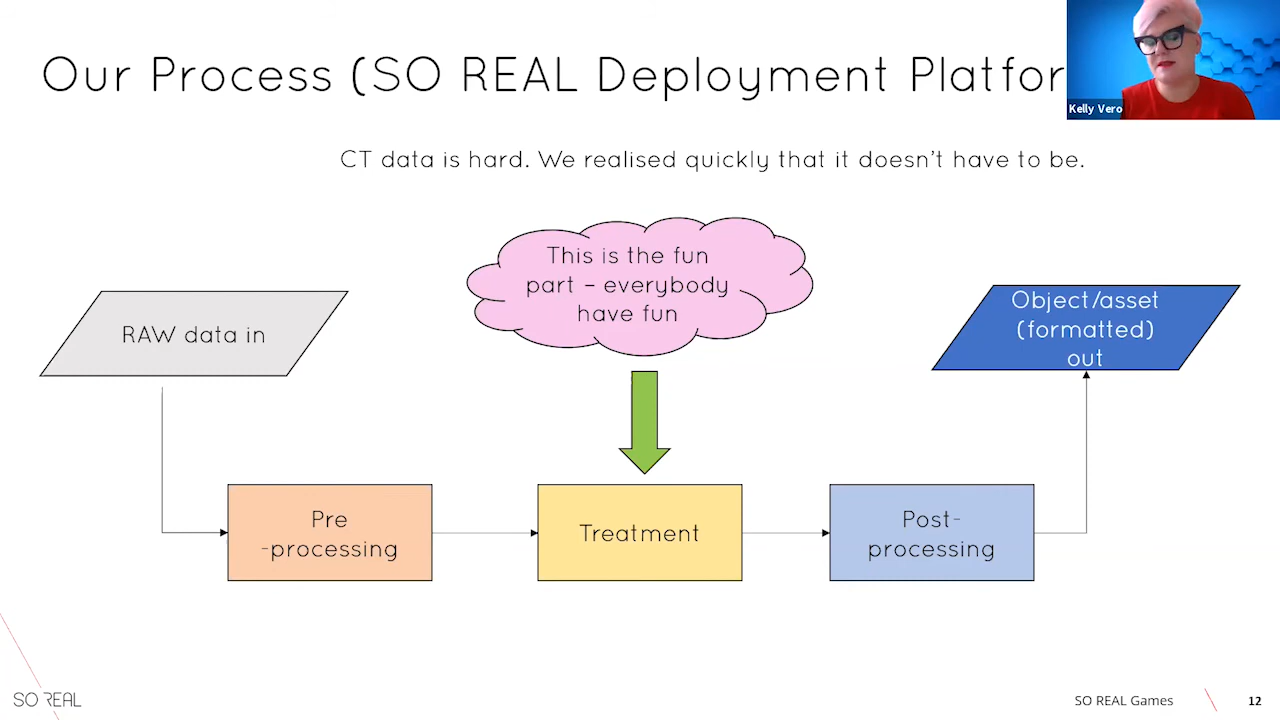 Our Process (SO REAL Deployment Platfor
Kelly Vero
CT data is hard. We realised quickly that it doesn't have to be.
This is the fun
part – everybody
have fun
RAW data in
Object/asset
(formatted)
out
Pre
-processing
Treatment
Post-
processing
SO REAL
SO REAL Games
12